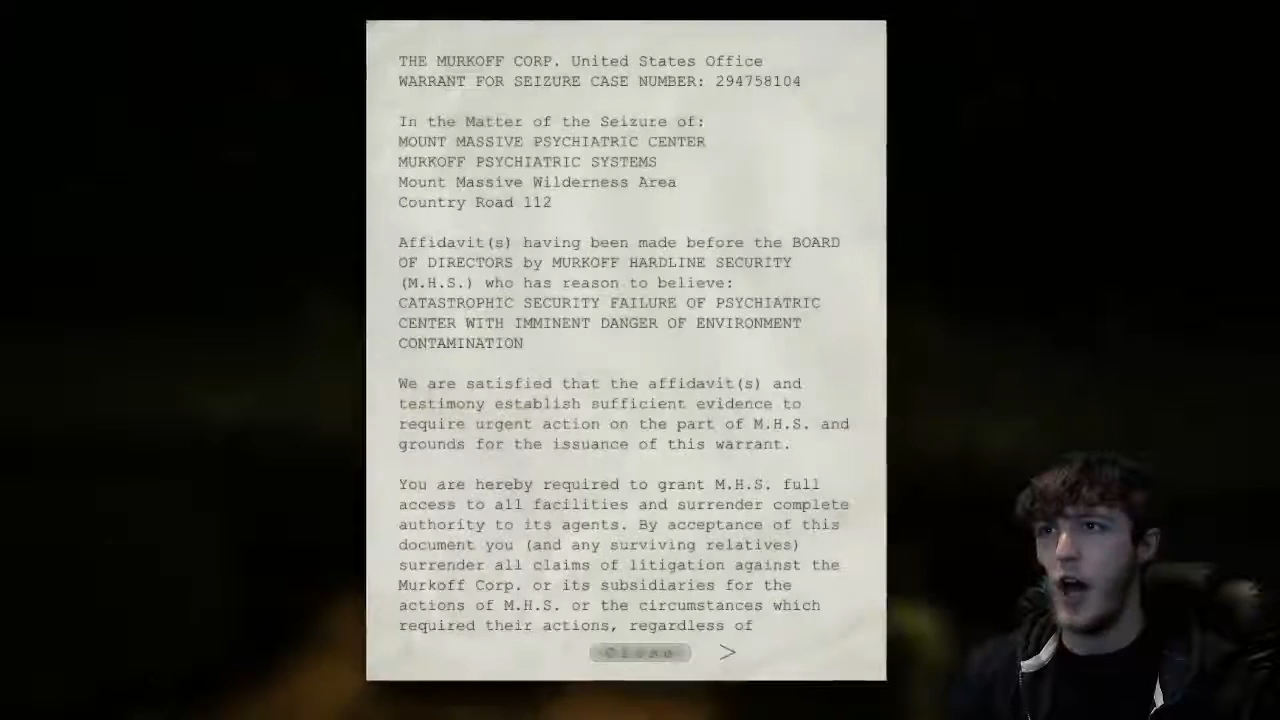 THE MURKOFF CORP. United States Office
WARRANT FOR SEIZURE CASE NUMBER: 294758104
In the Matter of the Seizure of:
MOUNT MASSIVE PSYCHIATRIC CENTER
MURKOFF PSYCHIATRIC SYSTEMS
Mount Massive Wilderness Area
Country Road 112
Affidavit(s) having been made before the BOARD
OF DIRECTORS by MURKOFF HARDLINE SECURITY
(M.H.S.) who has reason to believe:
CATASTROPHIC SECURITY FAILURE OF PSYCHIATRIC
CENTER WITH IMMINENT DANGER OF ENVIRONMENT
CONTAMINATION
We are satisfied that the affidavit(s) and
testimony establish sufficient evidence to
require urgent action on the part of M.H.S. and
grounds for the issuance of this warrant.
You are hereby required to grant M.H.S. full
access to all facilities and surrender complete
authority to its agents. By acceptance of this
document you (and any surviving relatives)
surrender all claims of litigation against the
Murkoff Corp. or its subsidiaries for the
actions of M.H.S. or the circumstances which
required their actions, regardless of
Close >